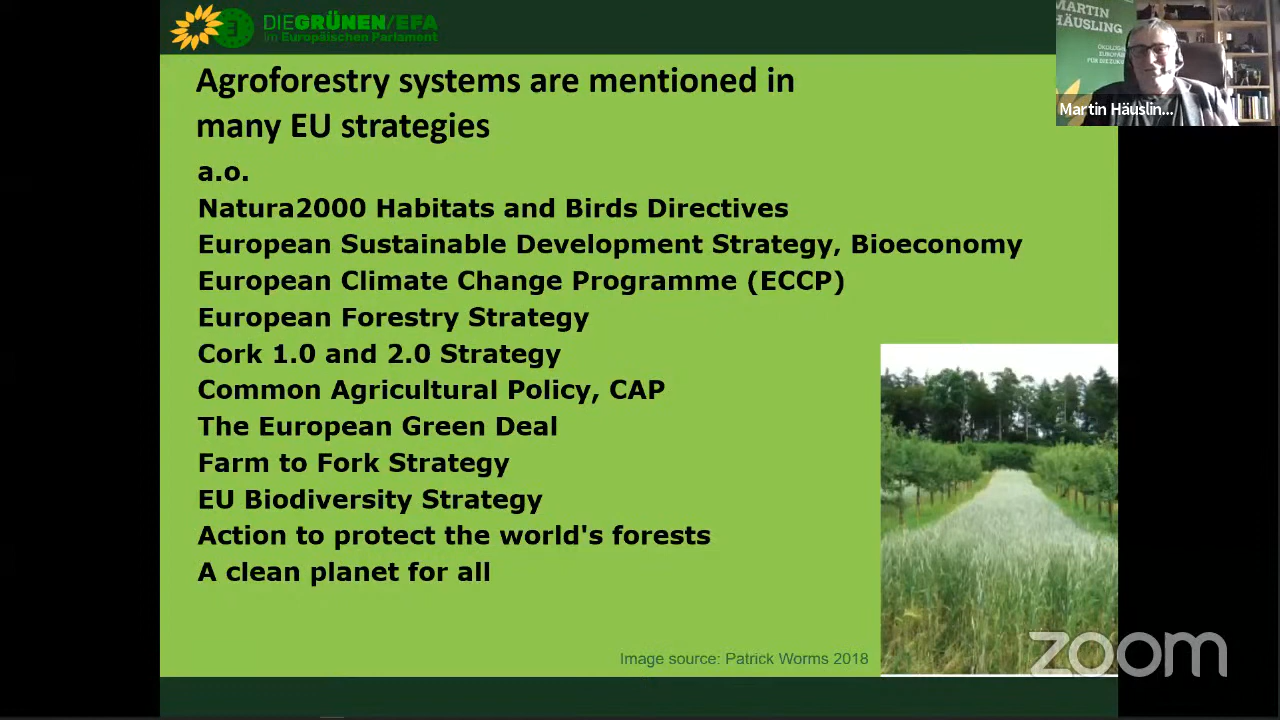 DIEGRÜNEN/EFA
im Europäischen Parlament
Agroforestry systems are mentioned in
many EU strategies
a.o.
Natura2000 Habitats and Birds Directives
European Sustainable Development Strategy, Bioeconomy
European Climate Change Programme (ECCP)
European Forestry Strategy
Cork 1.0 and 2.0 Strategy
Common Agricultural Policy, CAP
The European Green Deal
Farm to Fork Strategy
EU Biodiversity Strategy
Action to protect the world's forests
A clean planet for all
Image source: Patrick Worms 2018
MARTIN
HÄUSLING
Martin Häuslin...
zoom